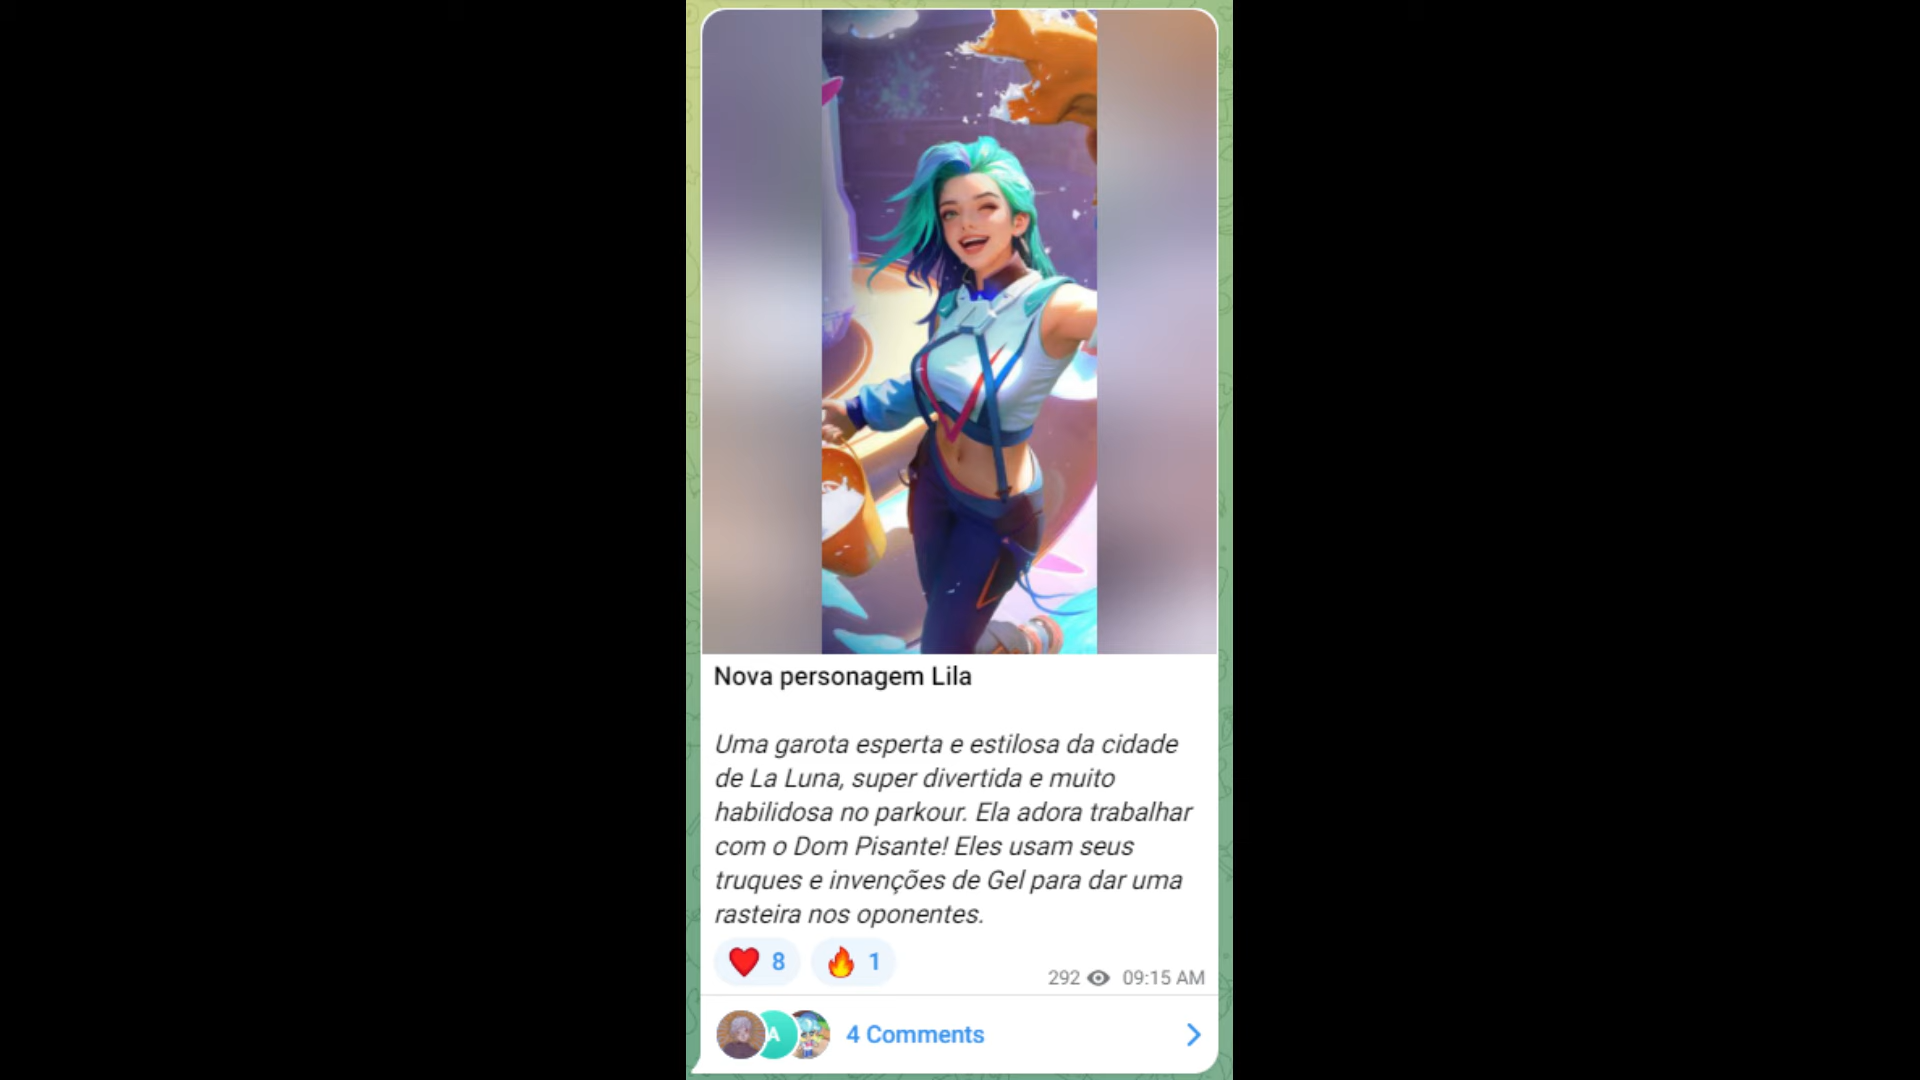 Nova personagem Lila
Uma garota esperta e estilosa da cidade
de La Luna, super divertida e muito
habilidosa no parkour. Ela adora trabalhar
com o Dom Pisante! Eles usam seus
truques e invenções de Gel para dar uma
rasteira nos oponentes.
8 1
292 09:15 AM
A
4 Comments